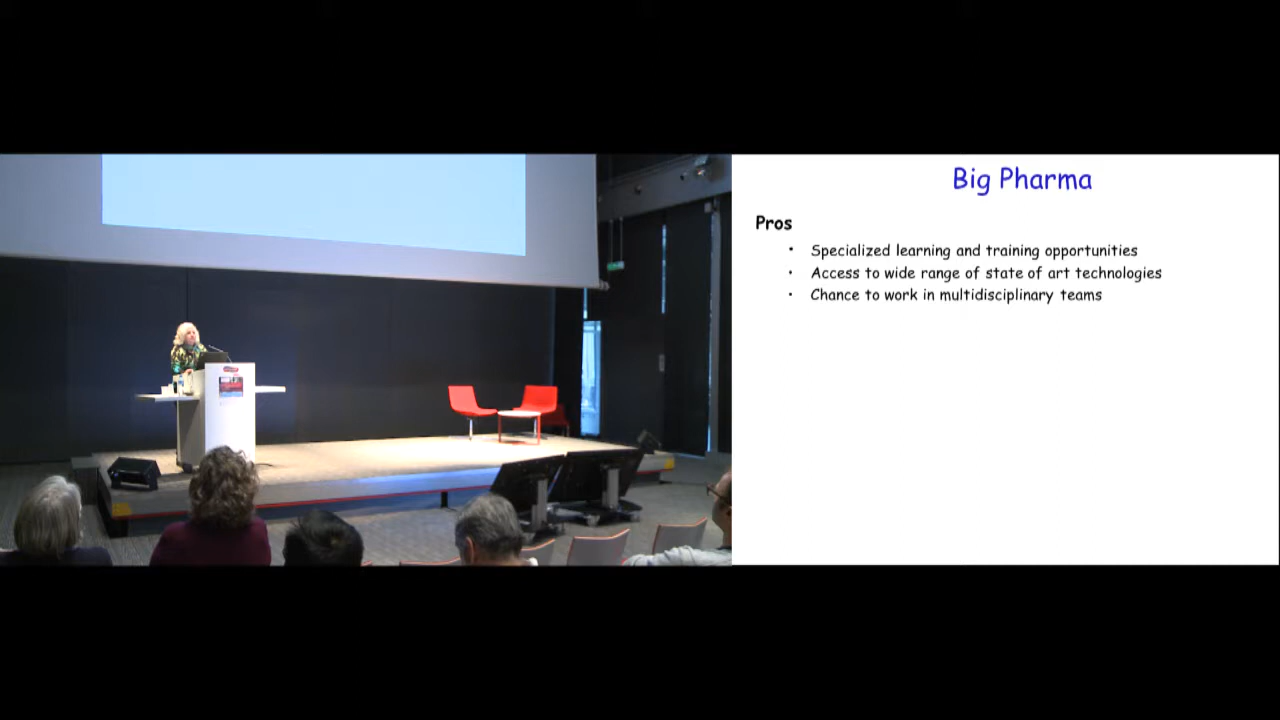 Big Pharma
Pros
• Specialized learning and training opportunities
• Access to wide range of state of art technologies
• Chance to work in multidisciplinary teams